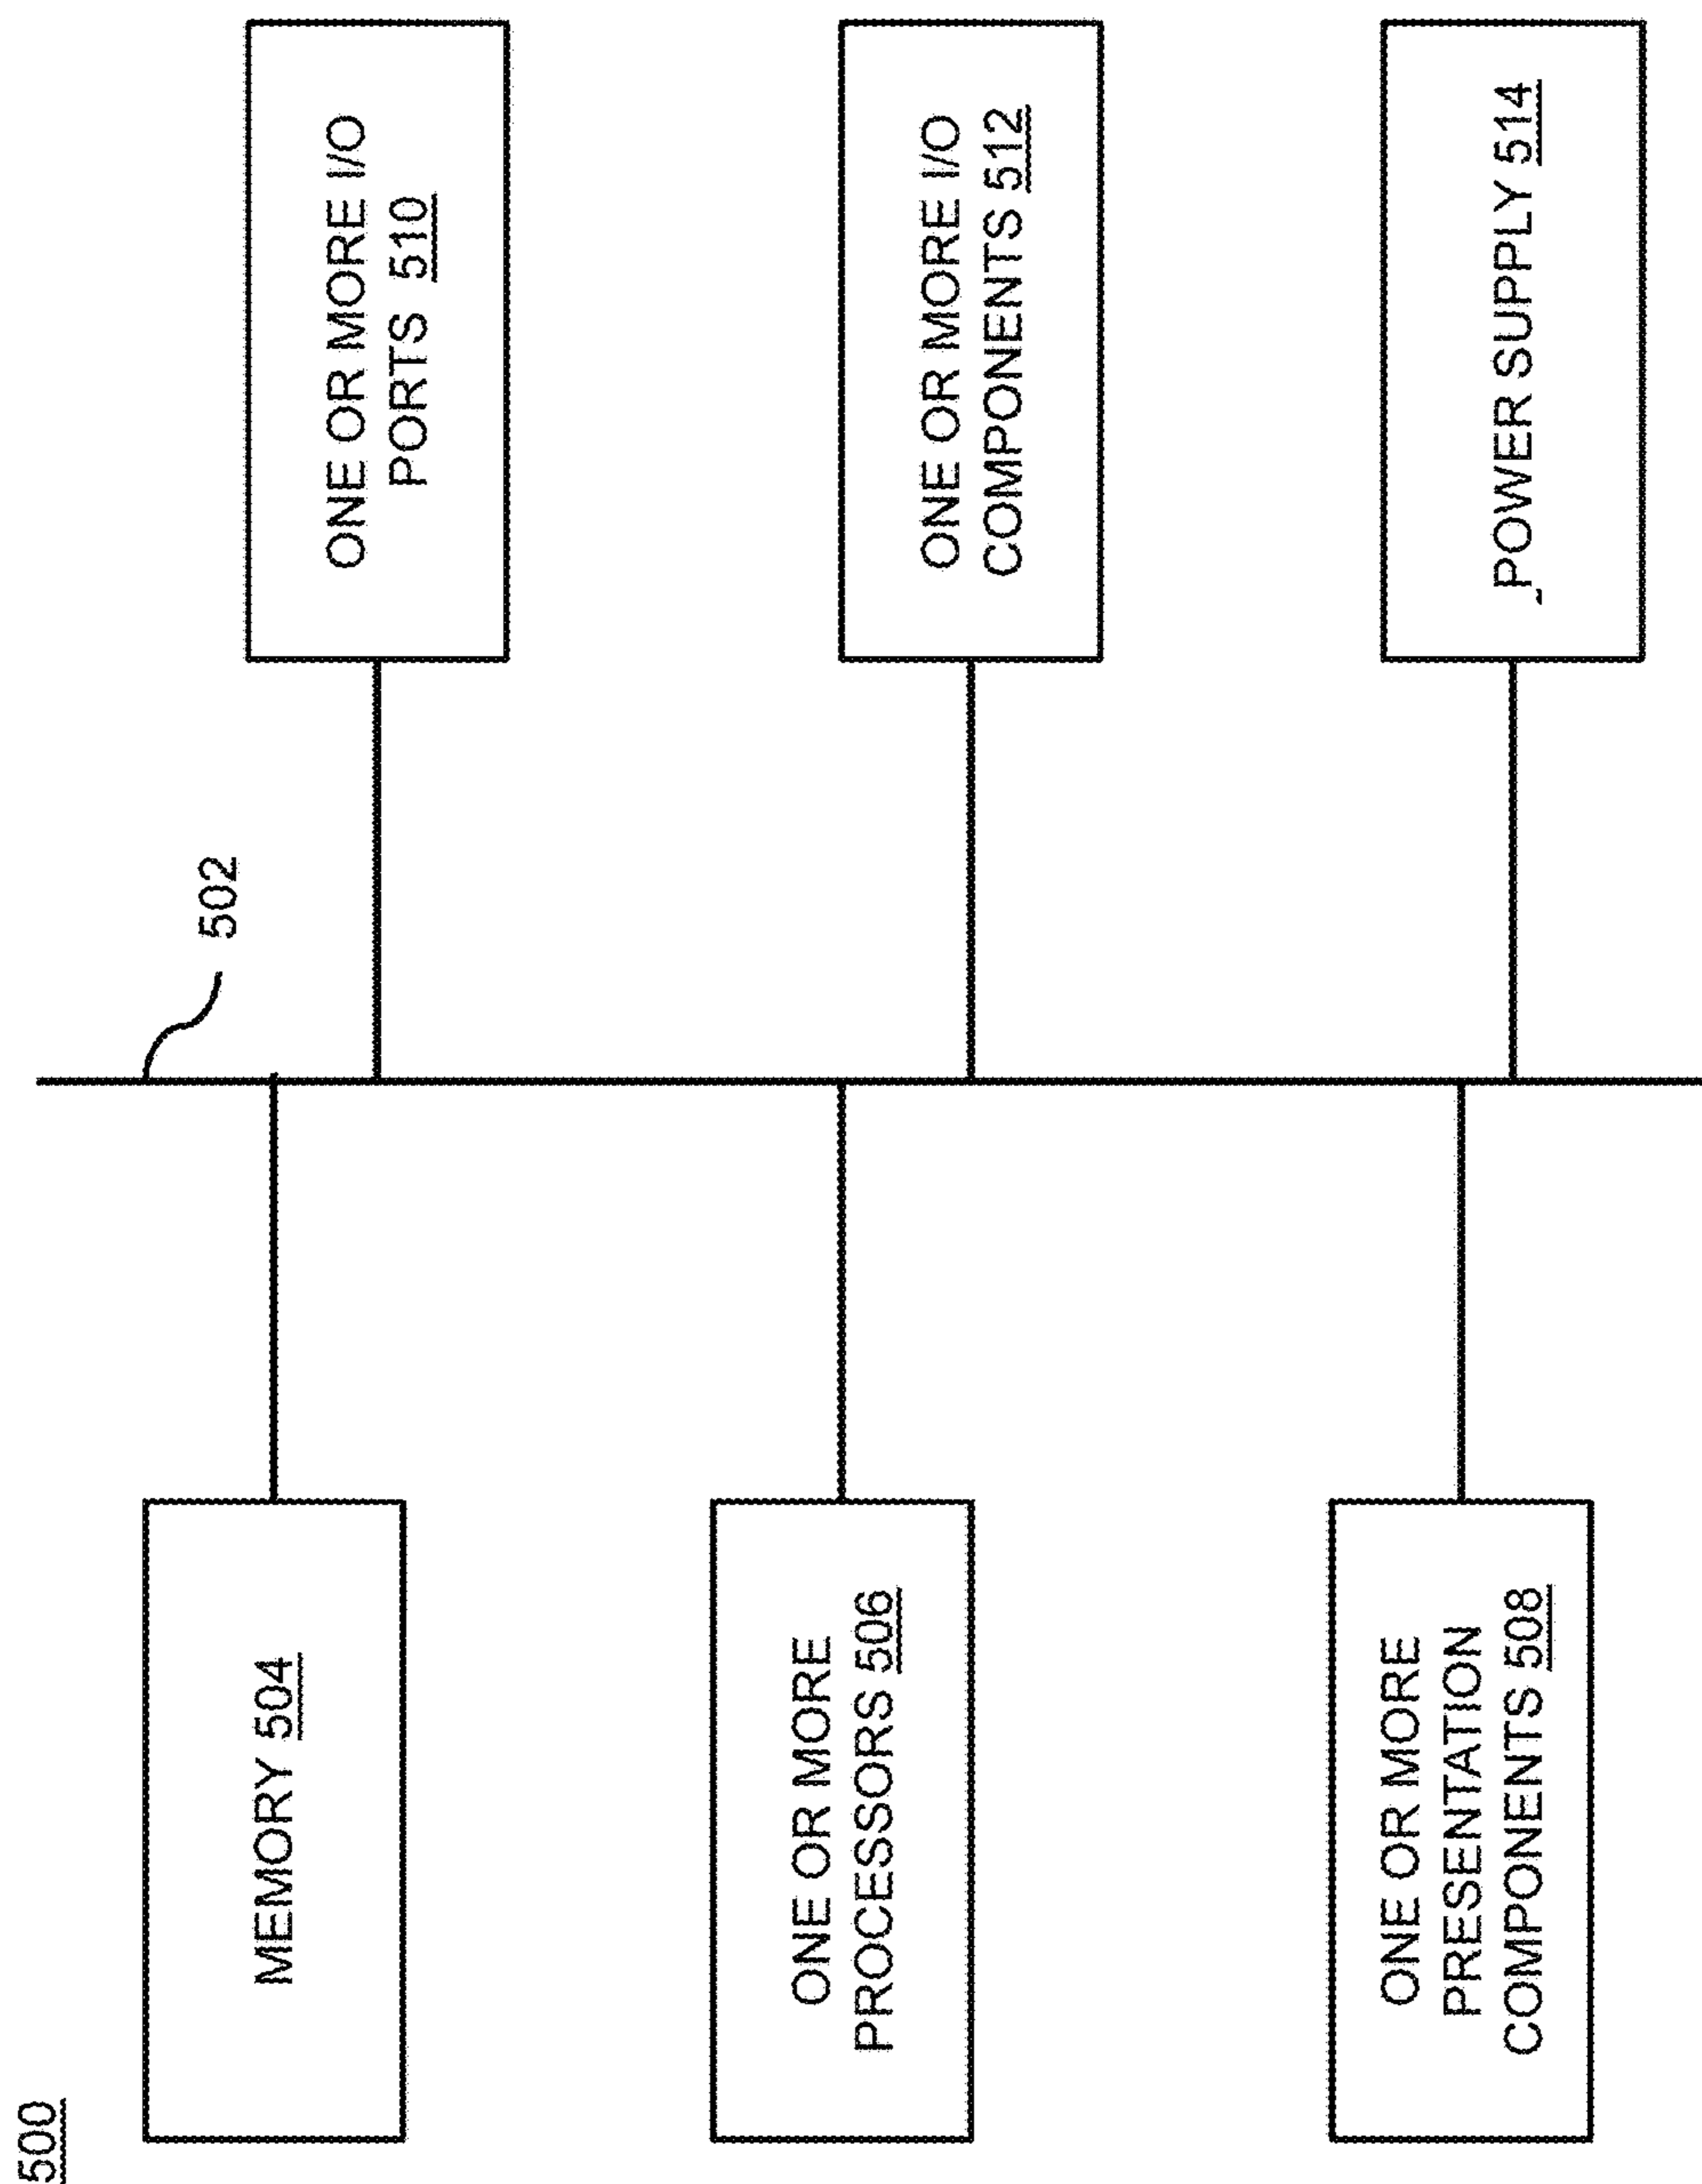 500
502
MEMORY 504
ONE OR MORE
PROCESSORS 506
ONE OR MORE
PRESENTATION
COMPONENTS 508
ONE OR MORE I/O
PORTS 510
ONE OR MORE I/O
COMPONENTS 512
POWER SUPPLY 514